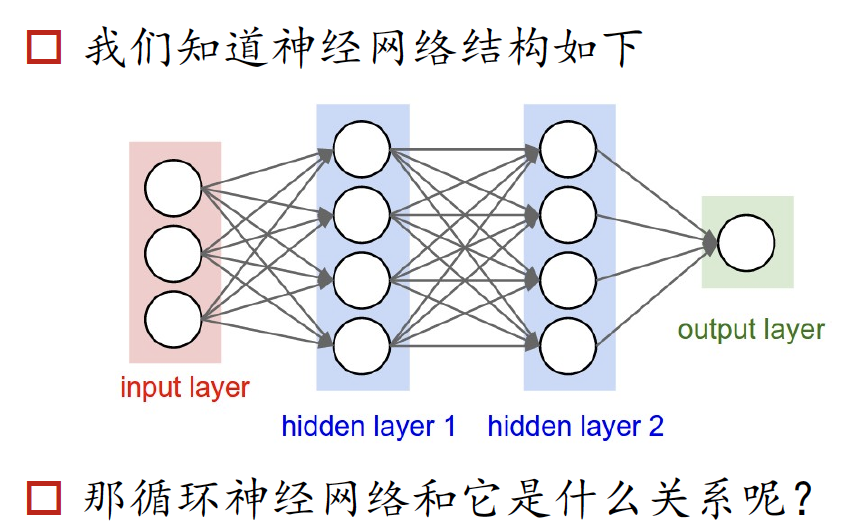 我们知道神经网络结构如下
input layer
hidden layer 1
hidden layer 2
output layer
那循环神经网络和它是什么关系呢?